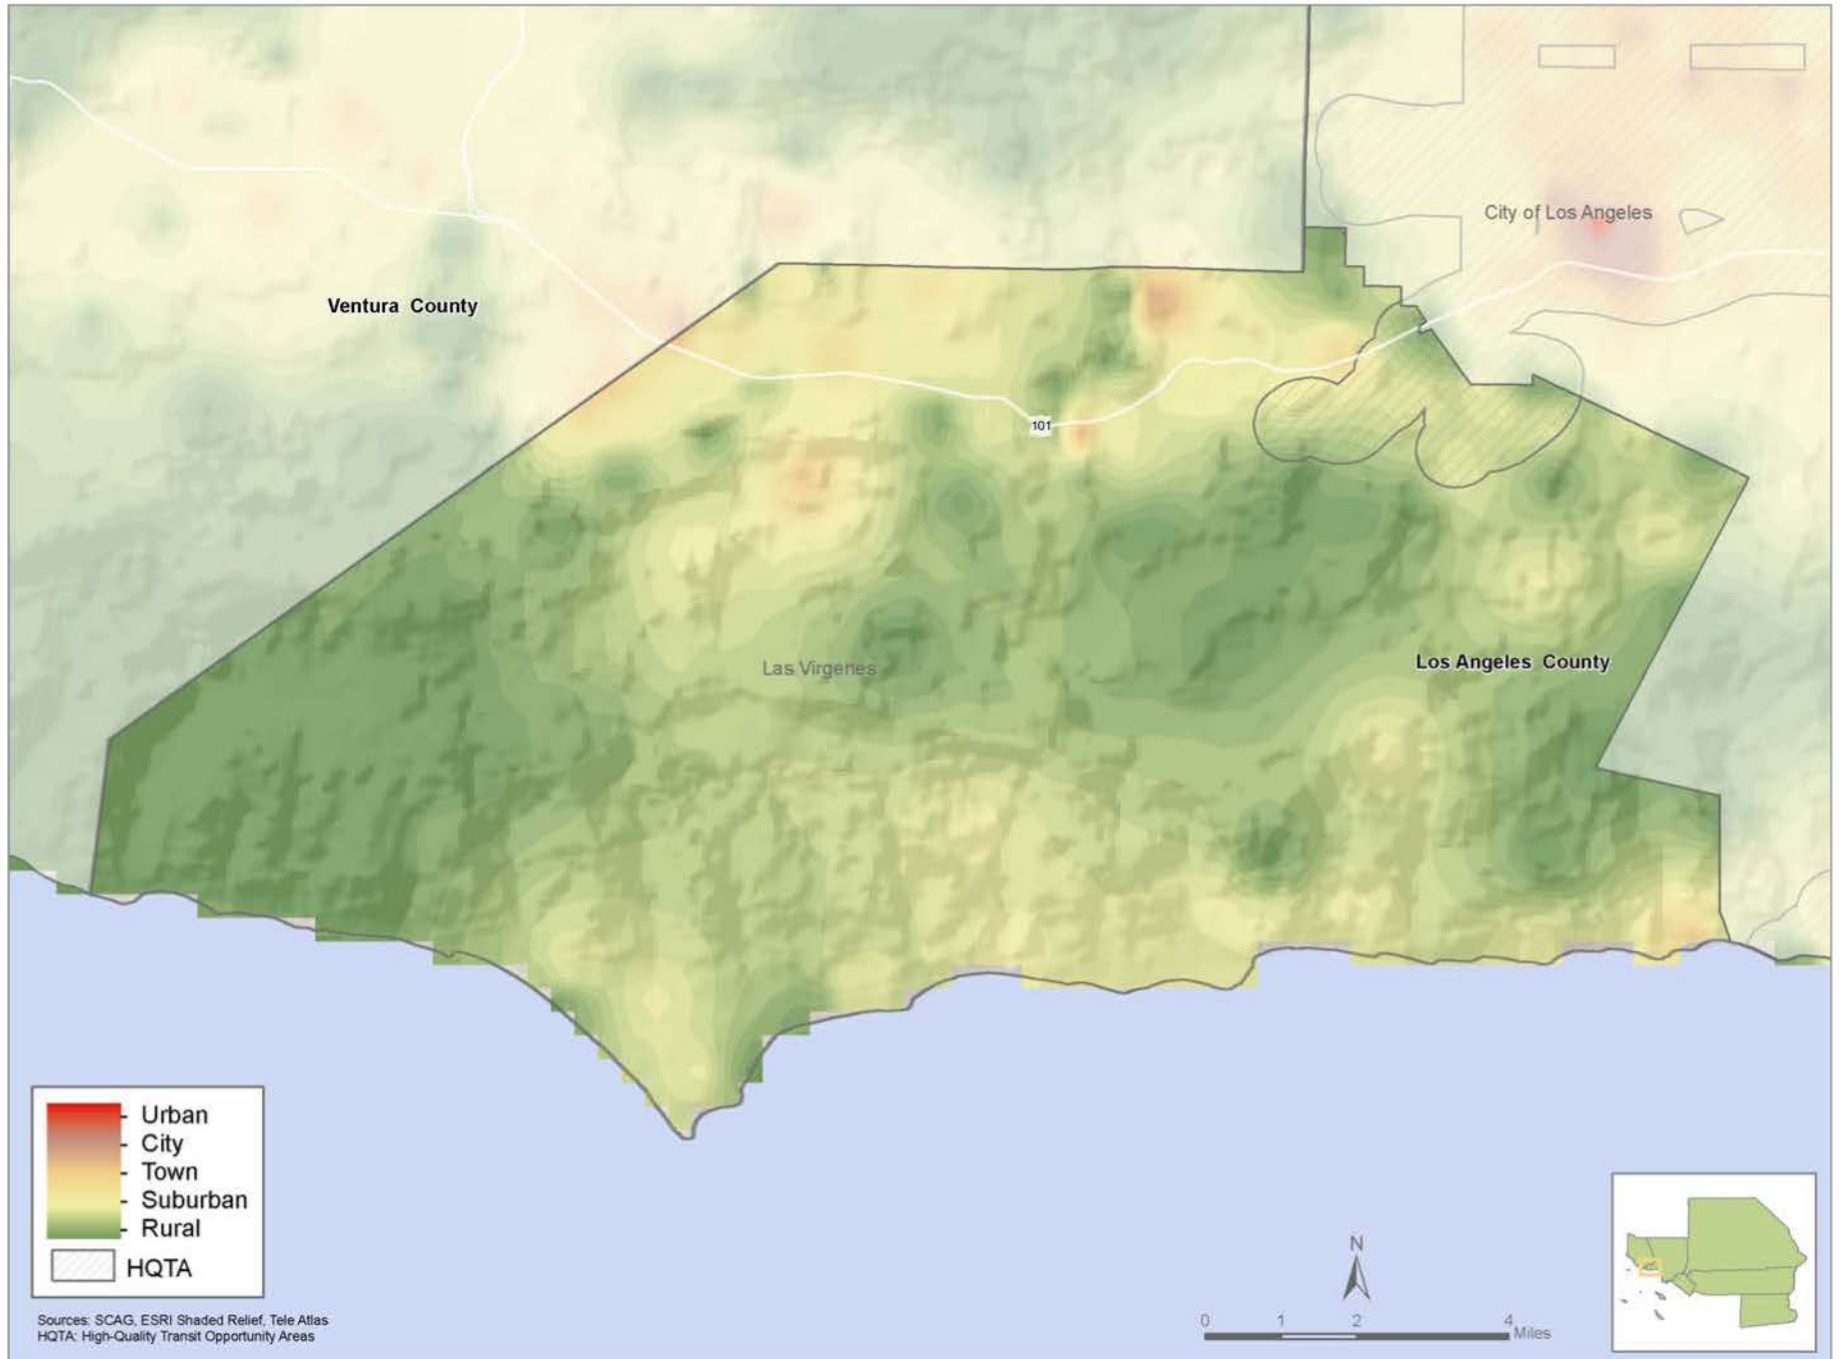 City of Los Angeles
Ventura County
101
Las Virgenes
Los Angeles County
Urban
City
Town
Suburban
Rural
HQTA
Sources: SCAG, ESRI Shaded Relief, Tele Atlas
HQTA: High-Quality Transit Opportunity Areas
N
0 1 2 4
Miles